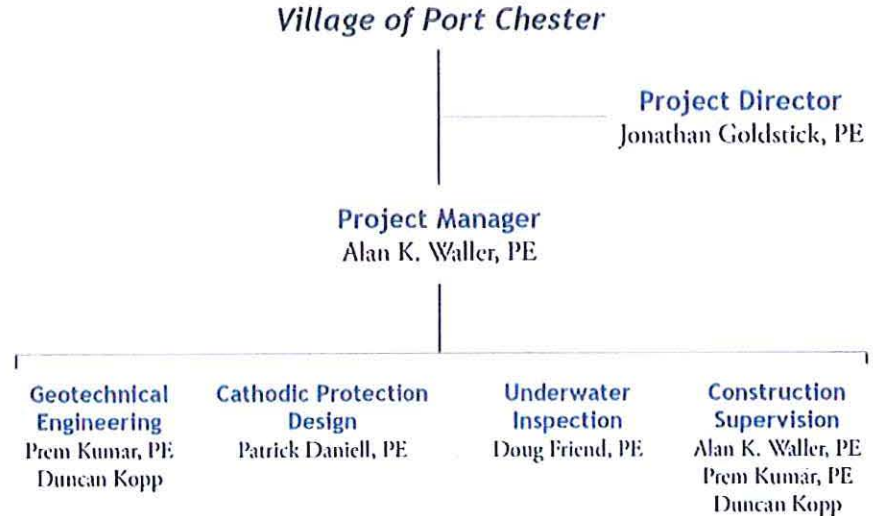 Village of Port Chester
Project Director
Jonathan Goldstick, PE
Project Manager
Alan K. Waller, PE
Geotechnical
Engineering
Prem Kumar, PE
Duncan Kopp
Cathodic Protection
Design
Patrick Daniell, PE
Underwater
Inspection
Doug Friend, PE
Construction
Supervision
Alan K. Waller, PE
Prem Kumar, PE
Duncan Kopp